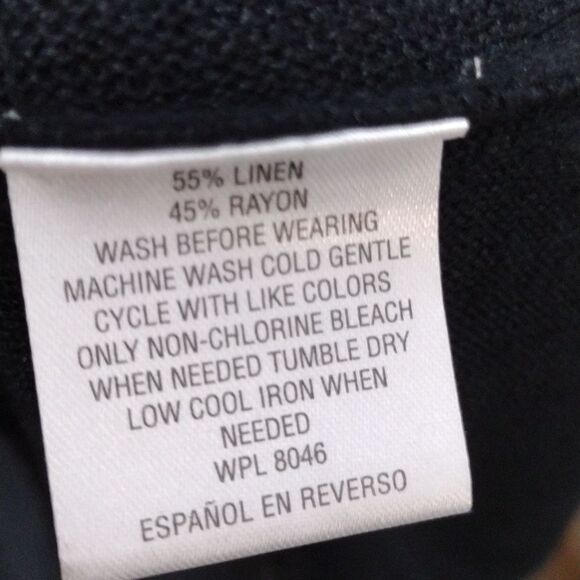 55% LINEN
45% RAYON
WASH BEFORE WEARING
MACHINE WASH COLD GENTLE
CYCLE WITH LIKE COLORS
ONLY NON-CHLORINE BLEACH
WHEN NEEDED TUMBLE DRY
LOW COOL IRON WHEN
NEEDED
WPL 8046
ESPAÑOL EN REVERSO